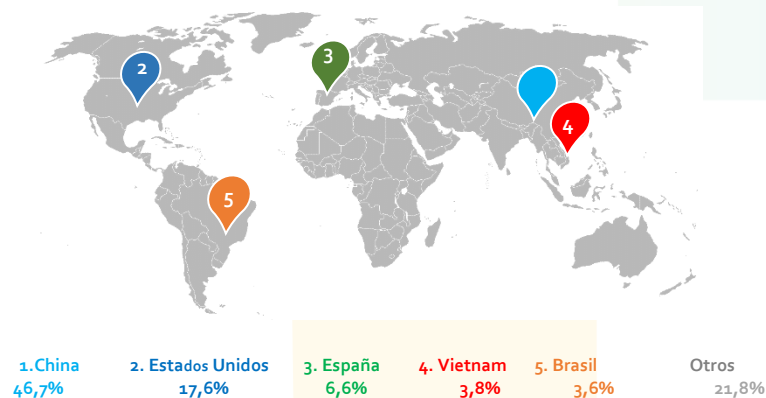 3
2
4
5
1.China
2. Estados Unidos
3. España
4. Vietnam
5. Brasil
Otros
46,7%
17,6%
6,6%
3,8%
3,6%
21,8%